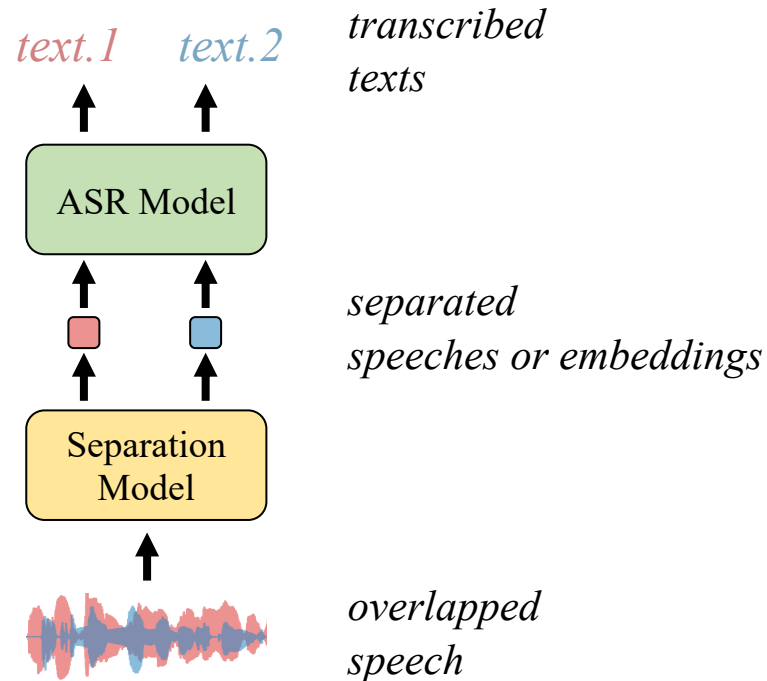 text.1 text.2
transcribed
texts
ASR Model
separated
speeches or embeddings
Separation
Model
overlapped
speech